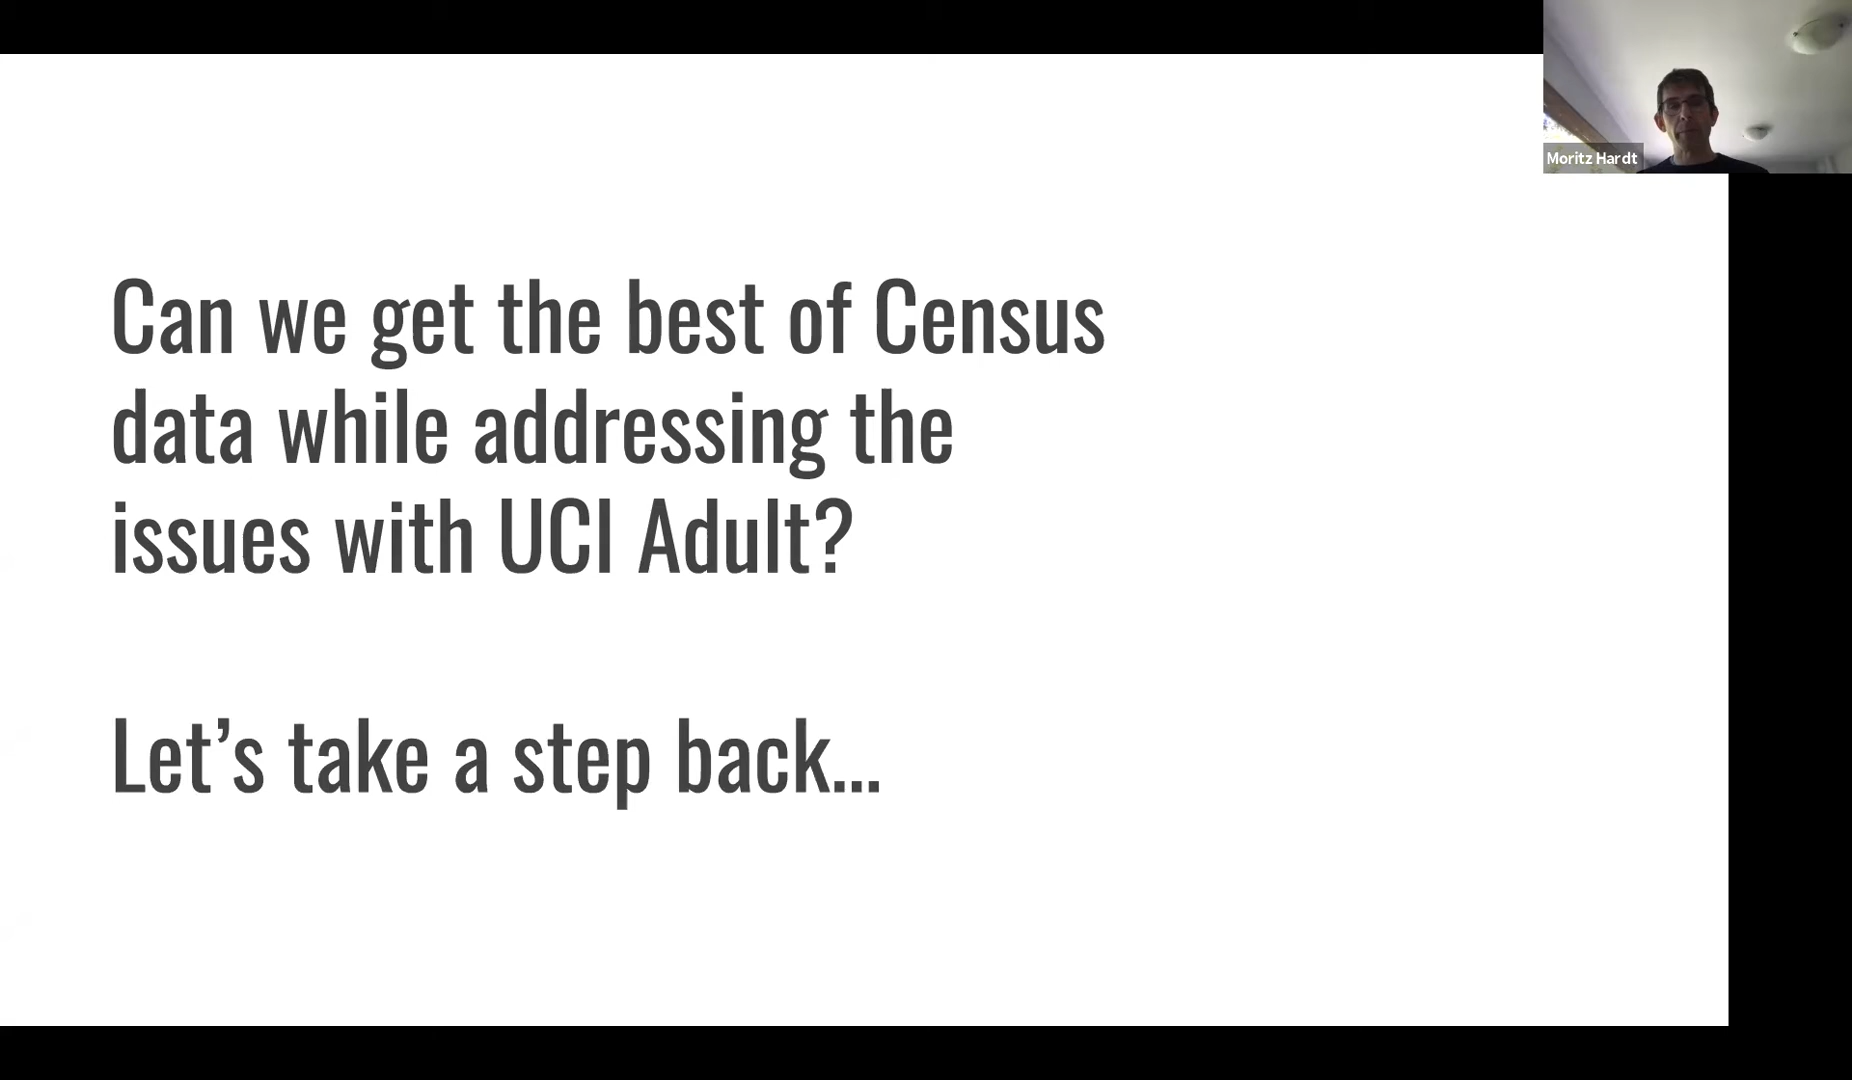 Moritz Hardt
Can we get the best of Census
data while addressing the
issues with UCI Adult?
Let’s take a step back...